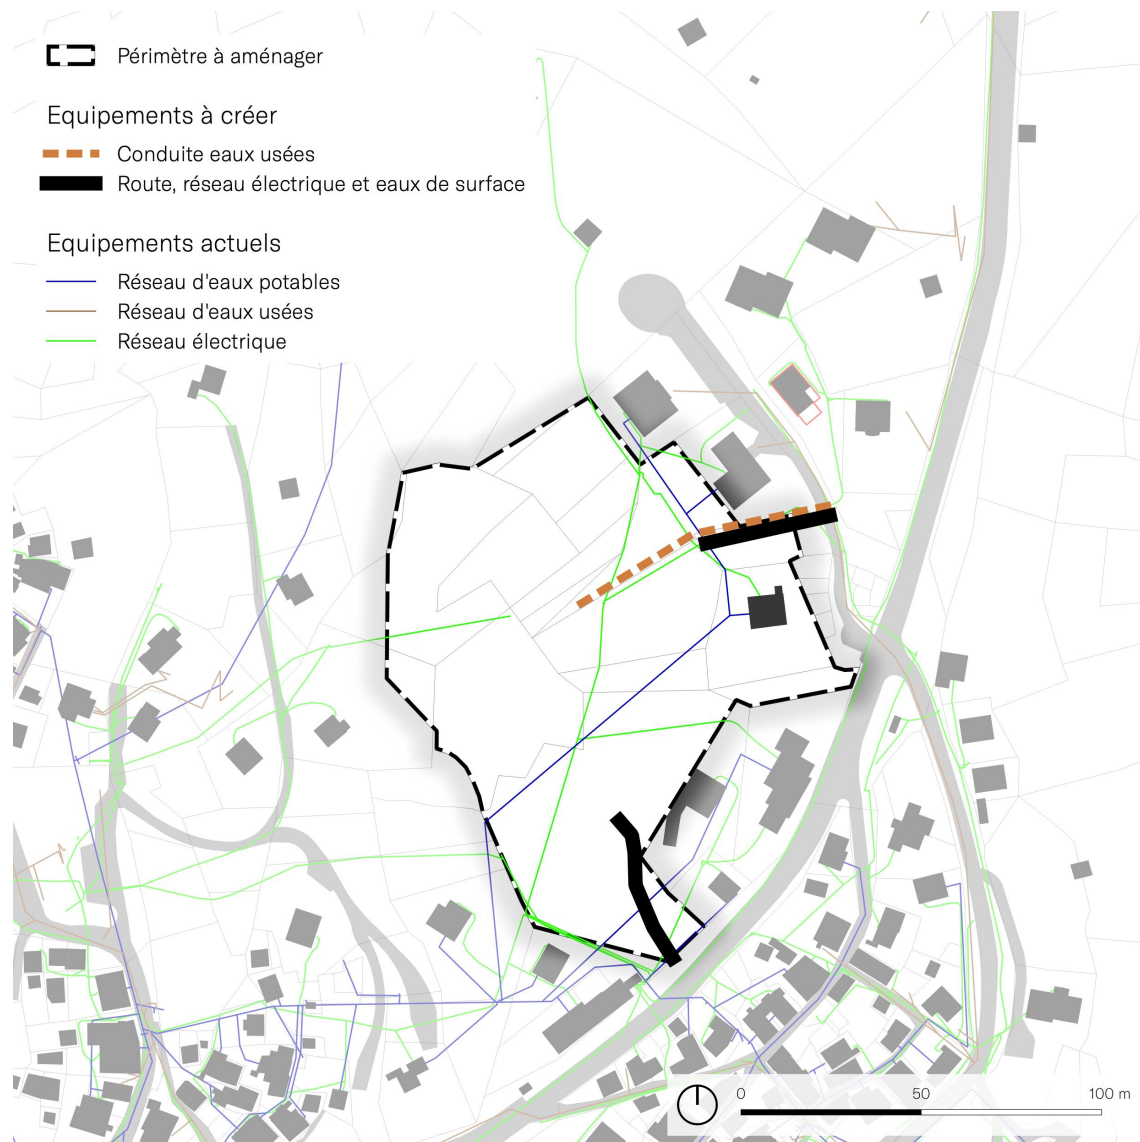 Périmètre à aménager
Equipements à créer
Conduite eaux usées
Route, réseau électrique et eaux de surface
Equipements actuels
Réseau d'eaux potables
Réseau d'eaux usées
Réseau électrique
0 50 100 m